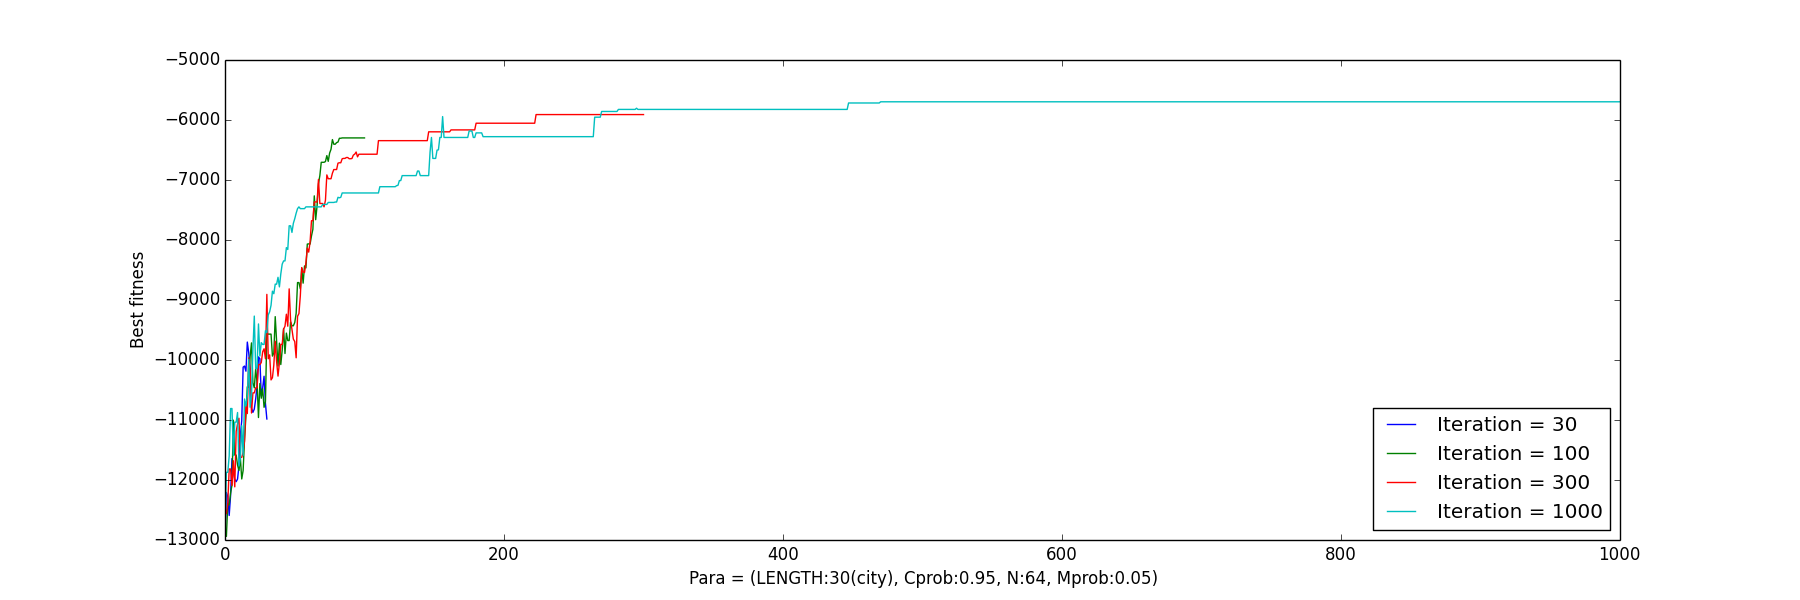 −5000
−6000
−7000
−8000
−9000
−10000
−11000
−12000
−13000
Best fitness
0
200
400
600
800
1000
Para = (LENGTH:30(city), Cprob:0.95, N:64, Mprob:0.05)
Iteration = 30
Iteration = 100
Iteration = 300
Iteration = 1000